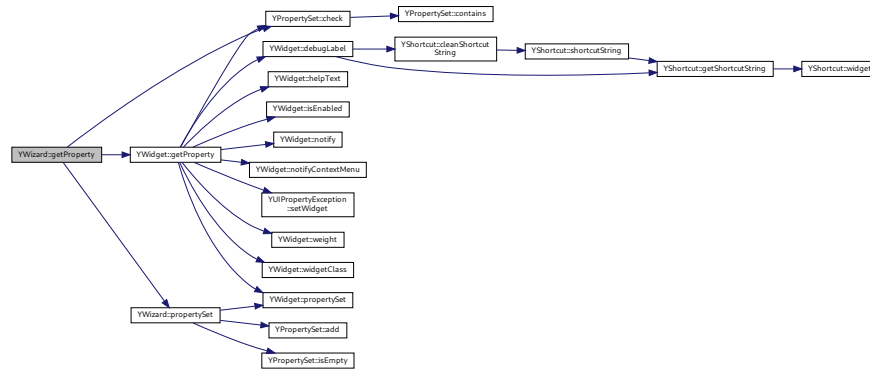 YPropertySet::check
YPropertySet::contains
YWidget::debugLabel
YShortcut::cleanShortcut
String
YShortcut::shortcutString
YShortcut::getShortcutString
YShortcut::widget
YWidget::helpText
YWidget::isEnabled
YWidget::notify
YWizard::getProperty
YWidget::getProperty
YWidget::notifyContextMenu
YUIPropertyException
::setWidget
YWidget::weight
YWidget::widgetClass
YWidget::propertySet
YWizard::propertySet
YPropertySet::add
YPropertySet::isEmpty